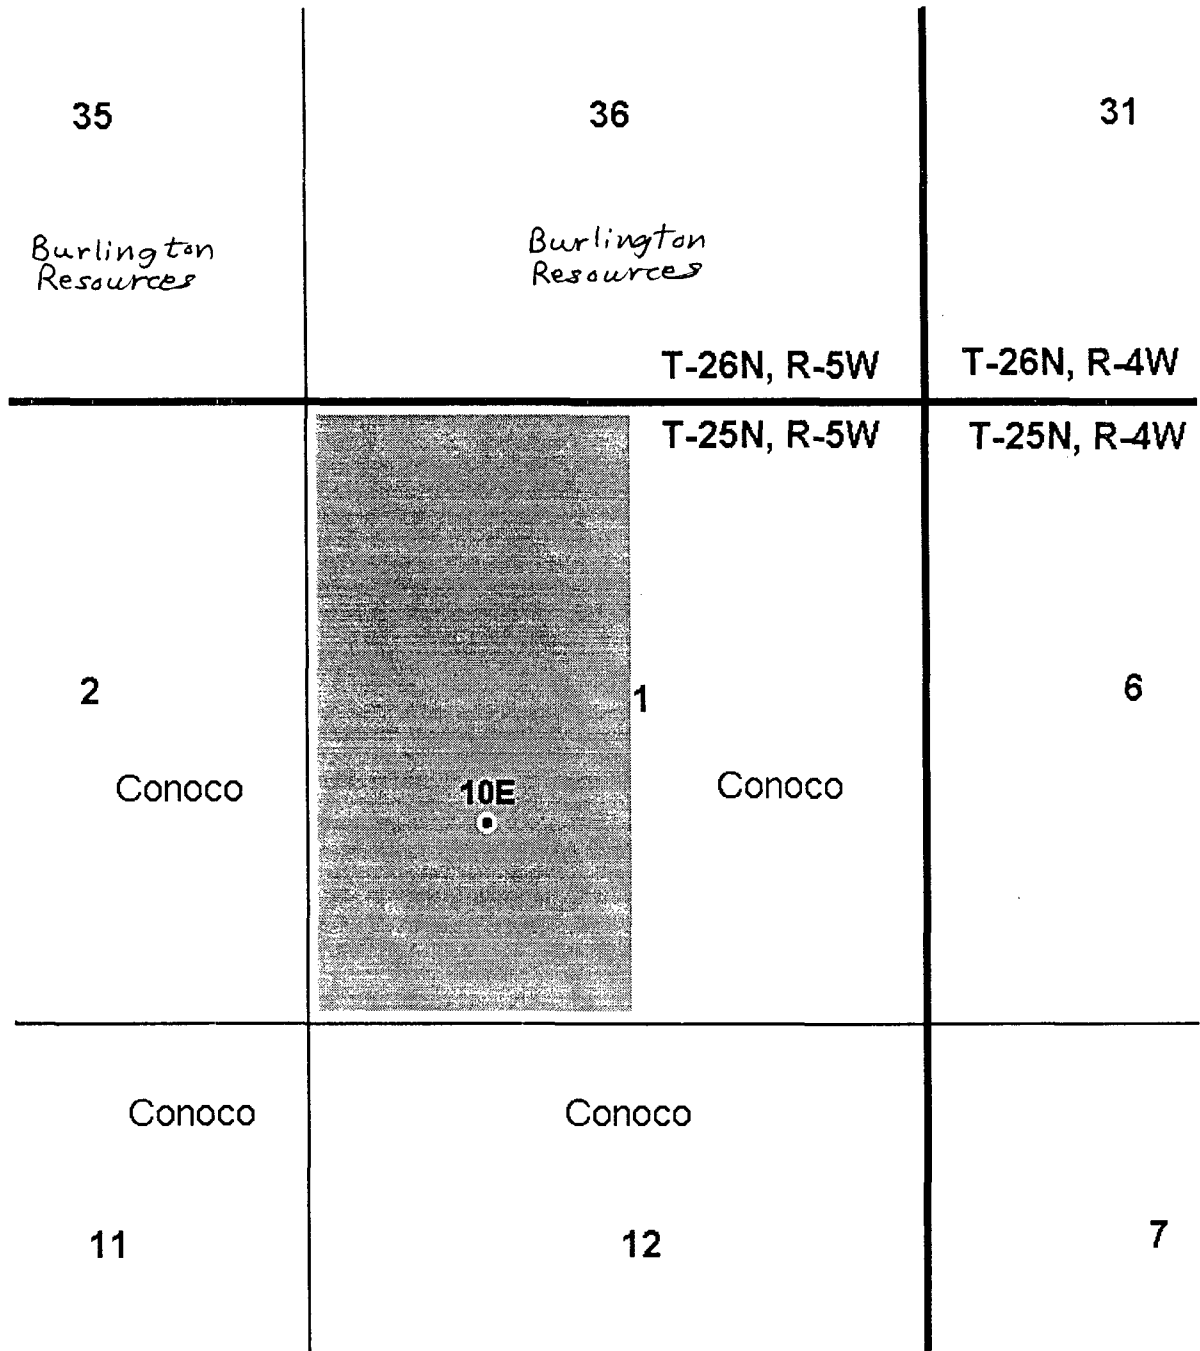 35
36
31
Burlington
Resources
Burlington
Resources
T-26N, R-5W
T-26N, R-4W
T-25N, R-5W
T-25N, R-4W
2
1
6
Conoco
10E
Conoco
Conoco
Conoco
11
12
7